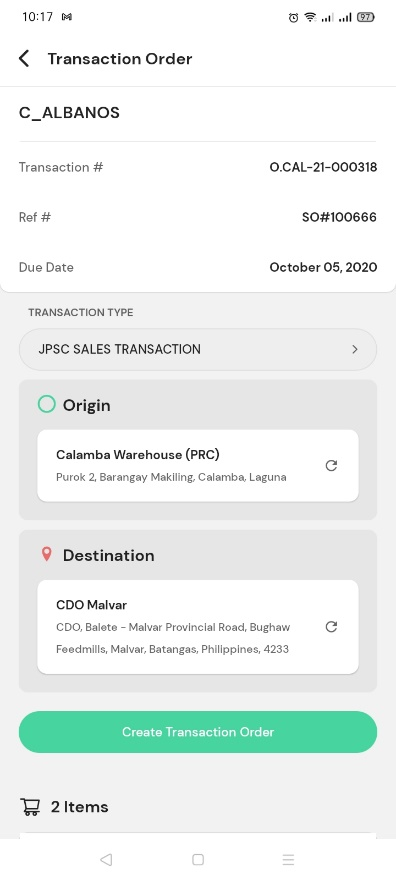 10:17
97
Transaction Order
C_ALBANOS
Transaction # O.CAL-21-000318
Ref # SO#100666
Due Date October 05, 2020
TRANSACTION TYPE
JPSC SALES TRANSACTION
Origin
Calamba Warehouse (PRC)
Purok 2, Barangay Makiling, Calamba, Laguna
Destination
CDO Malvar
CDO, Balete - Malvar Provincial Road, Bughaw
Feedmills, Malvar, Batangas, Philippines, 4233
Create Transaction Order
2 Items